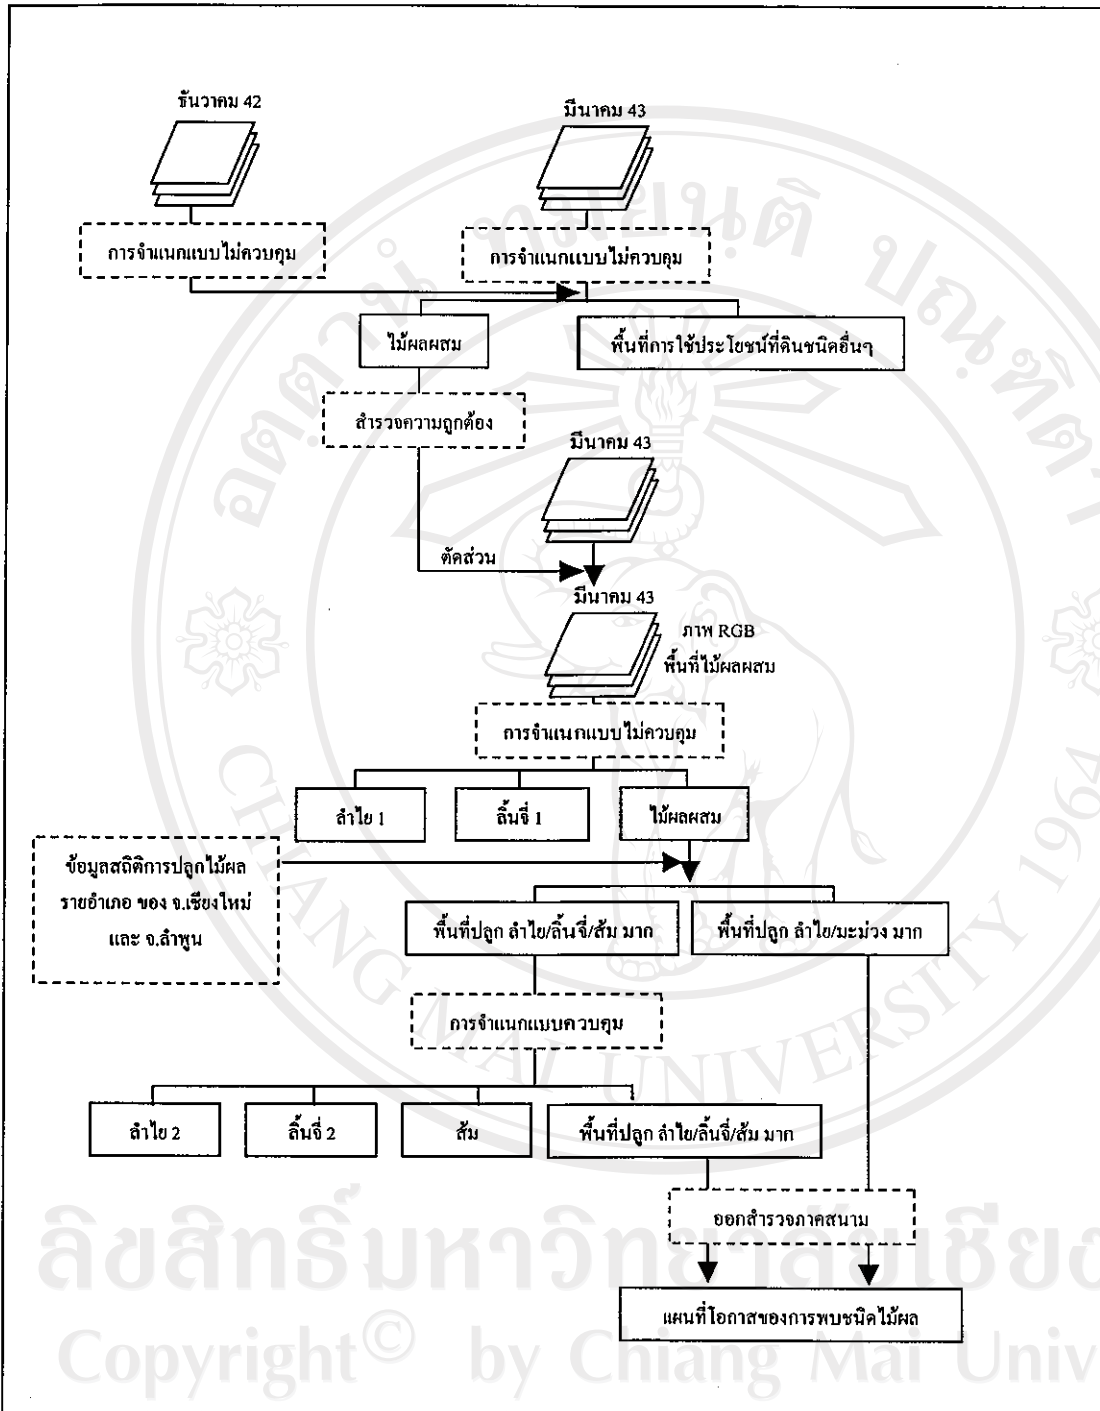 ธันวาคม 42
มีนาคม 43
การจำแนกแบบไม่ควบคุม
การจำแนกแบบไม่ควบคุม
ไม้ผลผสม
พื้นที่การใช้ประโยชน์ที่ดินชนิดอื่นๆ
สำรวจความถูกต้อง
มีนาคม 43
ตัดส่วน
มีนาคม 43
ภาพ RGB
พื้นที่ไม้ผลผสม
การจำแนกแบบไม่ควบคุม
ลำไย 1
ลิ้นจี่ 1
ไม้ผลผสม
ข้อมูลสถิติการปลูกไม้ผล
รายอำเภอ ของ จ.เชียงใหม่
และ จ.ลำพูน
พื้นที่ปลูก ลำไย/ลิ้นจี่/ส้ม มาก
พื้นที่ปลูก ลำไย/มะม่วง มาก
การจำแนกแบบควบคุม
ลำไย 2
ลิ้นจี่ 2
ส้ม
พื้นที่ปลูก ลำไย/ลิ้นจี่/ส้ม มาก
ออกสำรวจภาคสนาม
แผนที่โอกาสของการพบชนิดไม้ผล
CHIANG MAI UNIVERSITY 1964
ลิขสิทธิ์มหาวิทยาลัยเชียง
Copyright© by Chiang Mai Univ